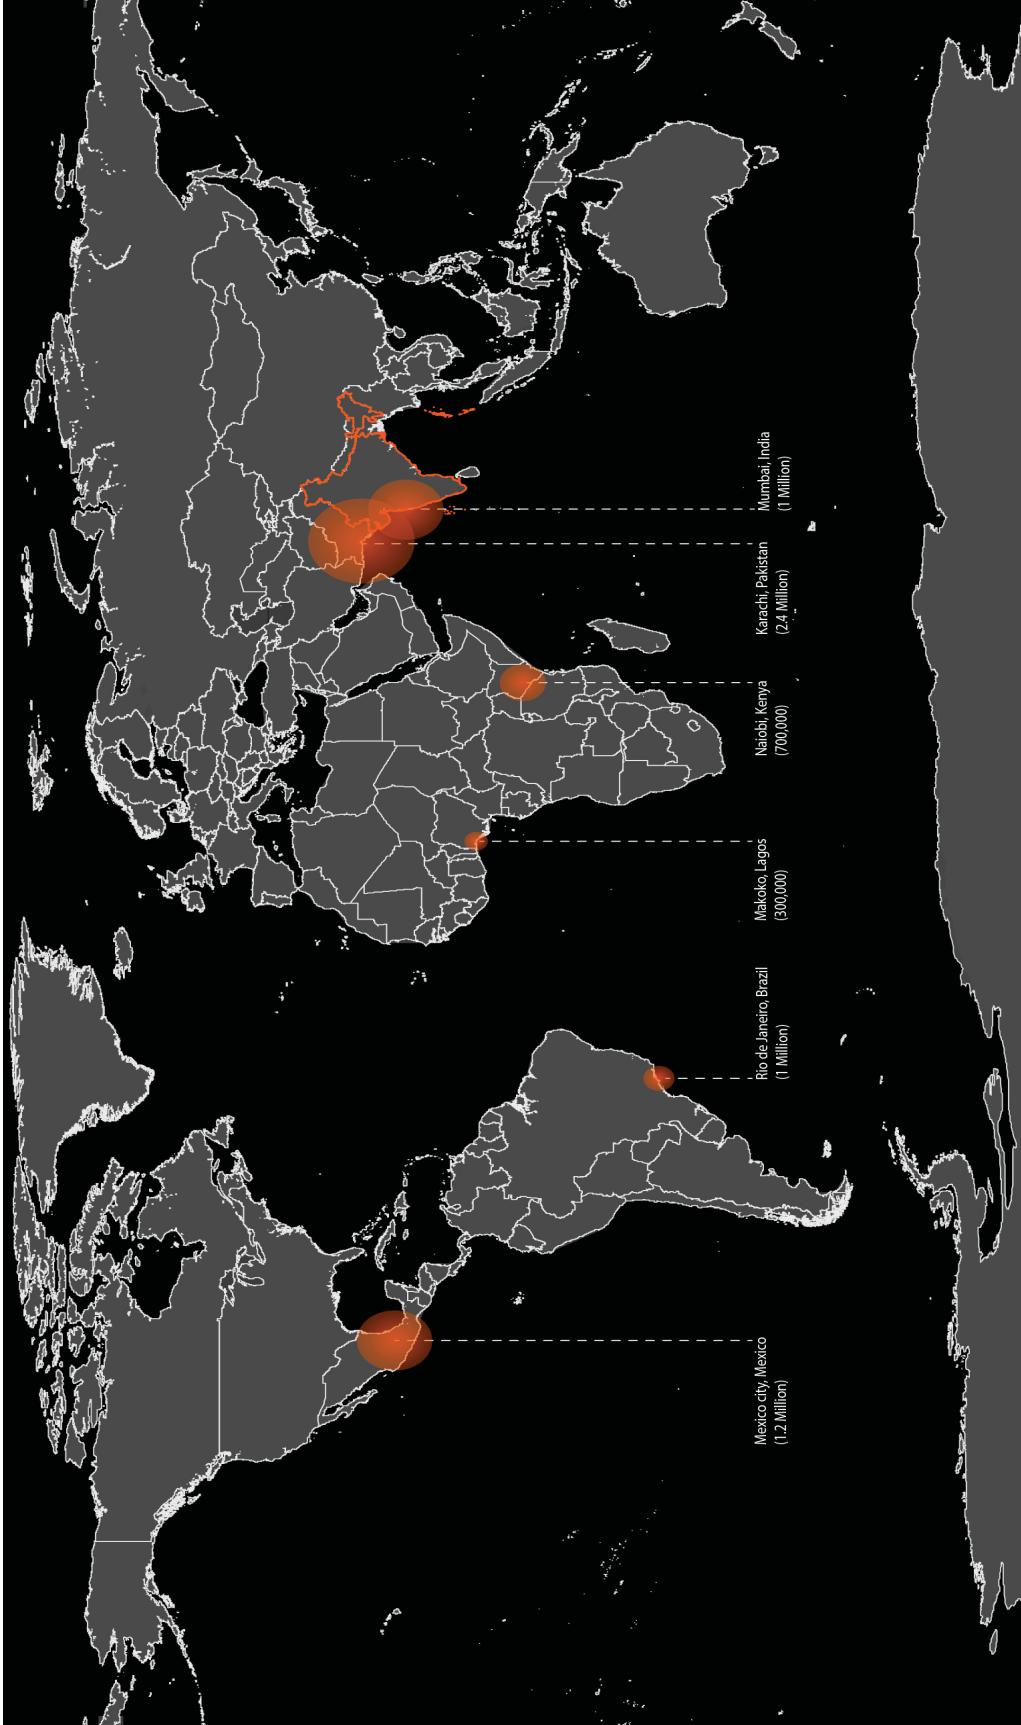 Mexico city, Mexico
(1.2 Million)
Rio de Janeiro, Brazil
(1 Million)
Makoko, Lagos
(300,000)
Naiobi, Kenya
(700,000)
Karachi, Pakistan
(2.4 Million)
Mumbai, India
(1 Million)